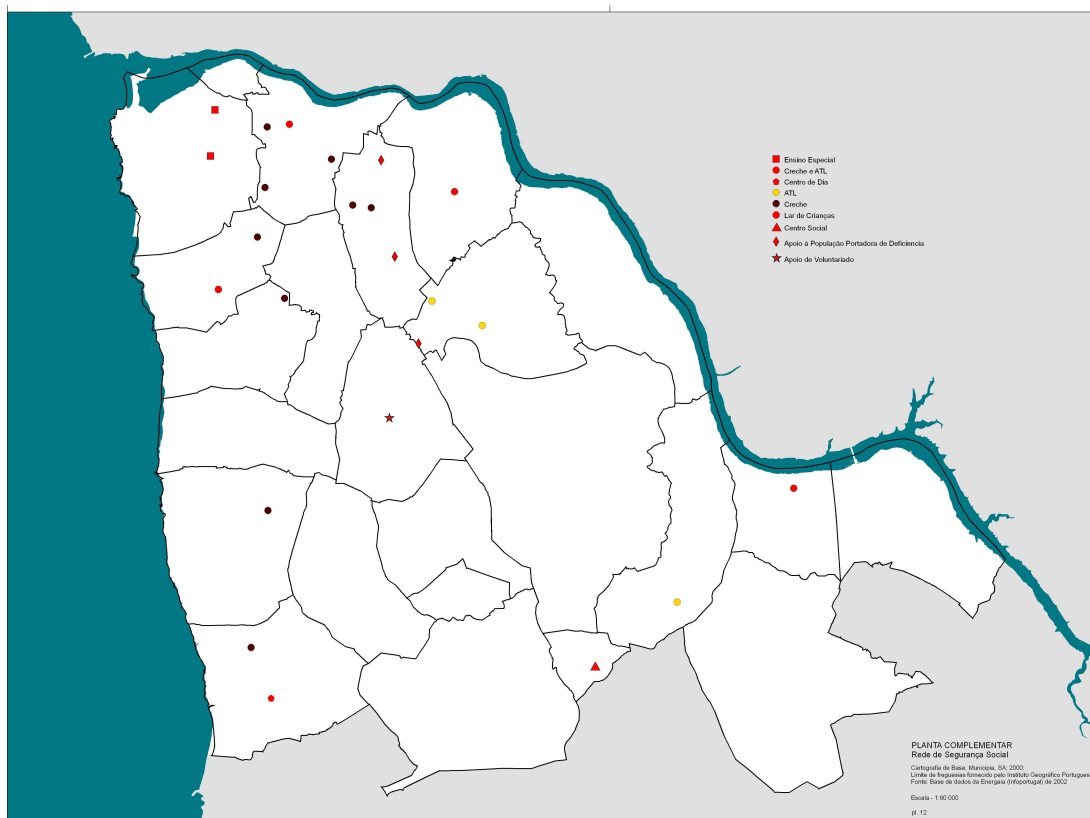 Ensino Especial
Creche e ATL
Centro de Dia
ATL
Creche
Lar de Crianças
Centro Social
Apoio à População Portadora de Deficiencia
Apoio de Voluntariado
PLANTA COMPLEMENTAR
Rede de Segurança Social
Cartografia de Base, Municipia, SA; 2000;
Limite de freguesias fornecido pelo Instituto Geográfico Portugues
Fonte: Base de dados da Energaia (Infoportugal) de 2002
Escala - 1:60 000
pl. 12